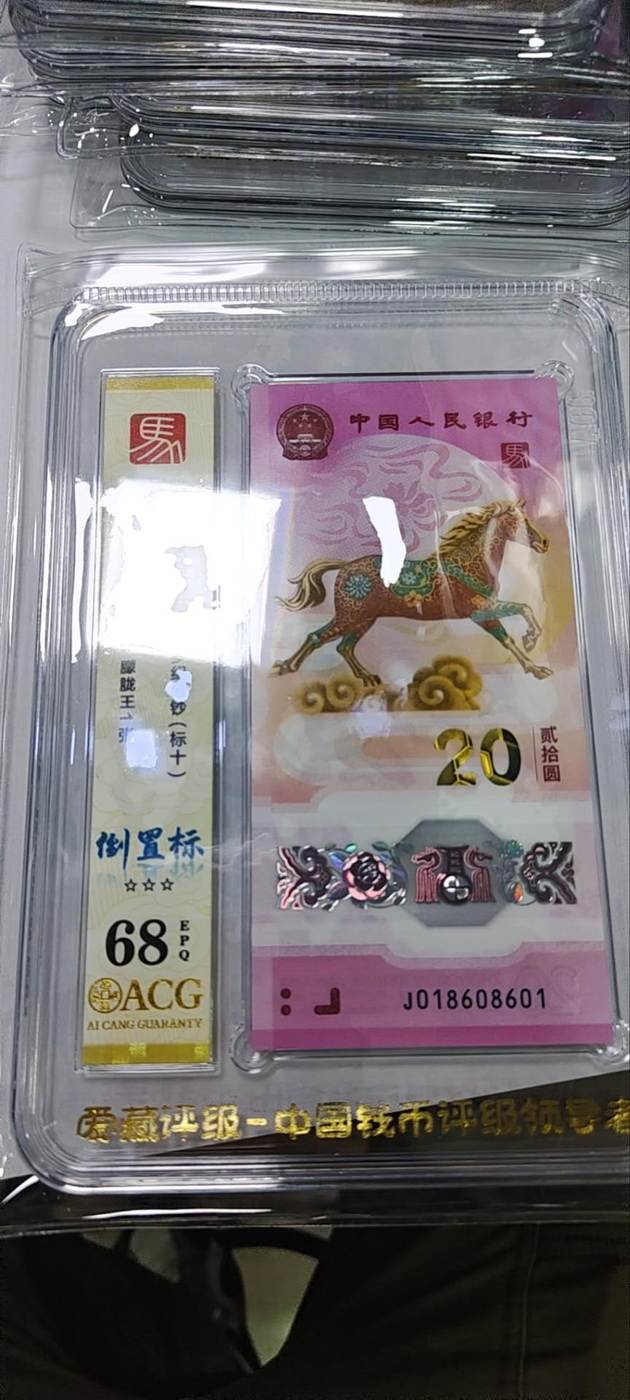 馬
朦胧王1张
钞(标十)
倒置标
☆☆☆
68 EPQ
ACG
AI CANG GUARANTY
中国人民银行
馬
20
贰拾圆
J018608601
爱藏评级-中国钱币评级领导者